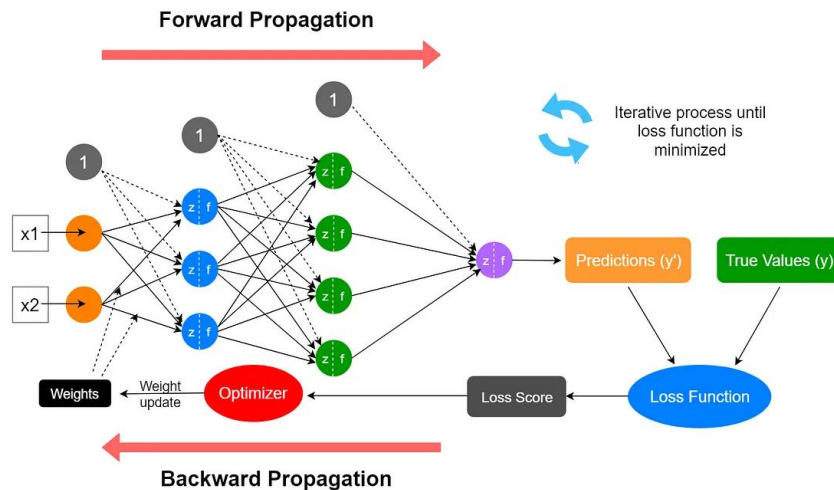 Forward Propagation
1
1
1
Iterative process until
loss function is
minimized
x1
x2
z f
z f
z f
z f
z f
z f
z f
z f
Predictions (y')
True Values (y)
Weights
Weight
update
Optimizer
Loss Score
Loss Function
Backward Propagation